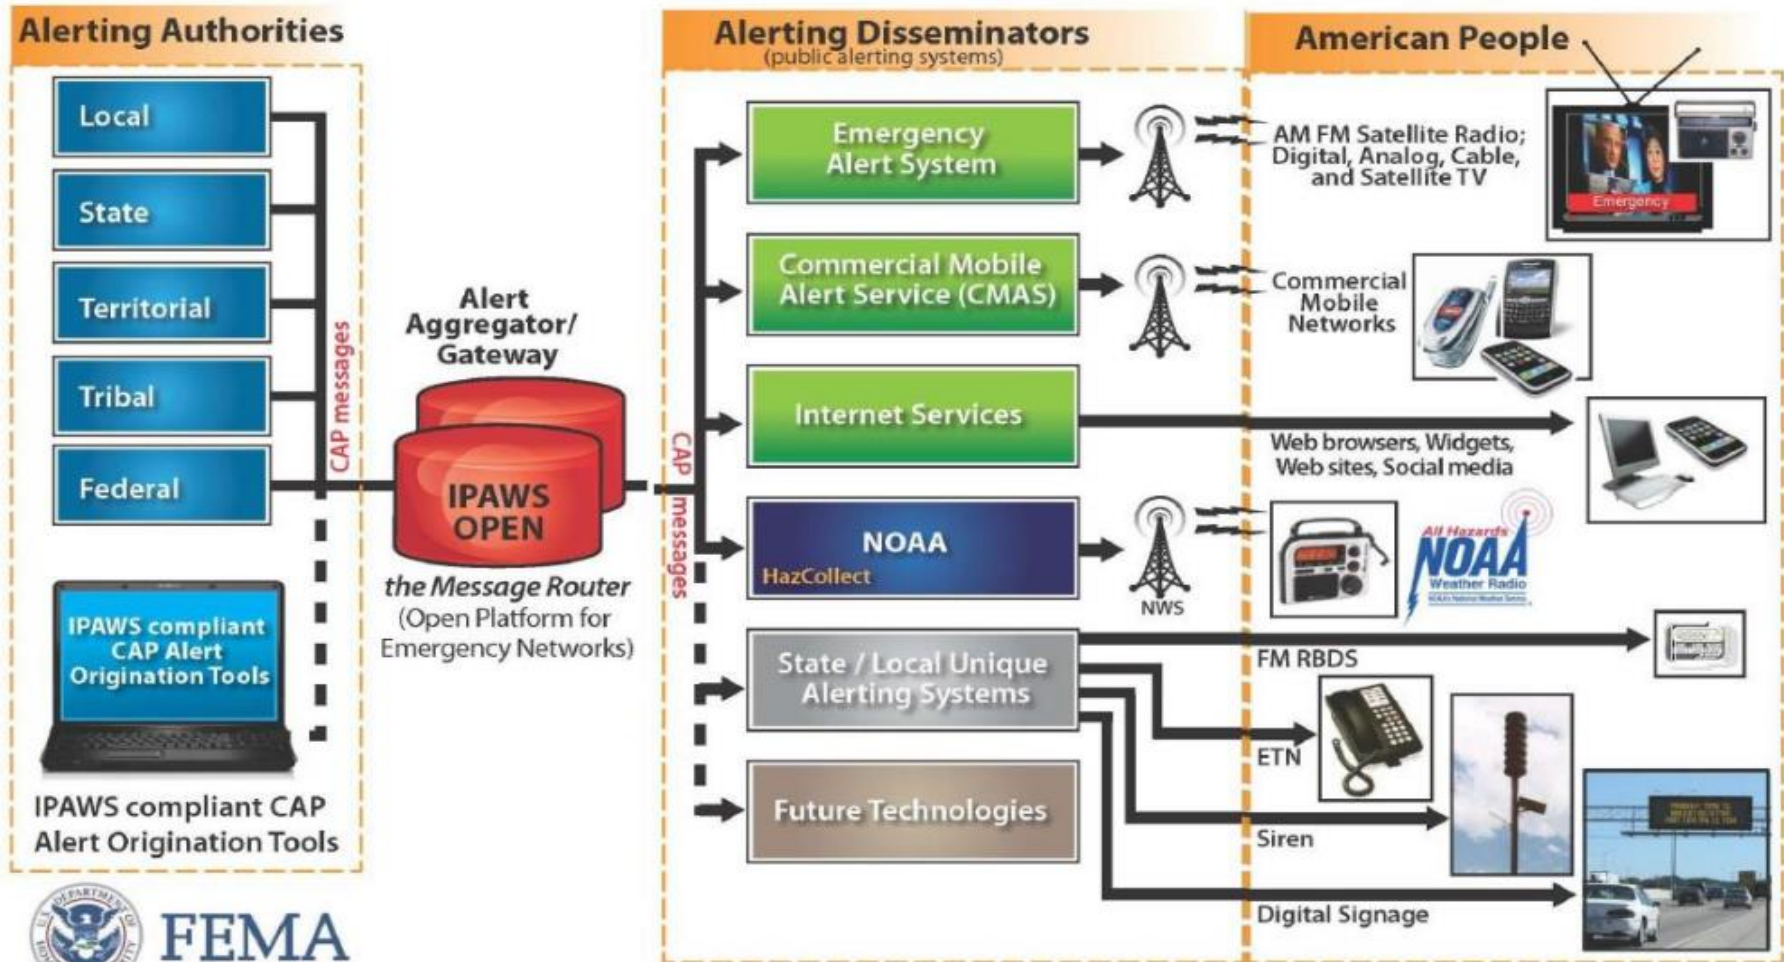 Alerting Authorities
Local
State
Territorial
Tribal
Federal
CAP messages
IPAWS compliant
CAP Alert
Origination Tools
IPAWS compliant CAP
Alert Origination Tools
FEMA
Alert
Aggregator/
Gateway
IPAWS
OPEN
the Message Router
(Open Platform for
Emergency Networks)
Alerting Disseminators
(public alerting systems)
CAP messages
Emergency
Alert System
Commercial Mobile
Alert Service (CMAS)
Internet Services
NOAA
HazCollect
NWS
State / Local Unique
Alerting Systems
Future Technologies
American People
AM FM Satellite Radio;
Digital, Analog, Cable,
and Satellite TV
Emergency
Commercial
Mobile
Networks
Web browsers, Widgets,
Web sites, Social media
All Hazards
NOAA
Weather Radio
FM RBDS
ETN
Siren
Digital Signage